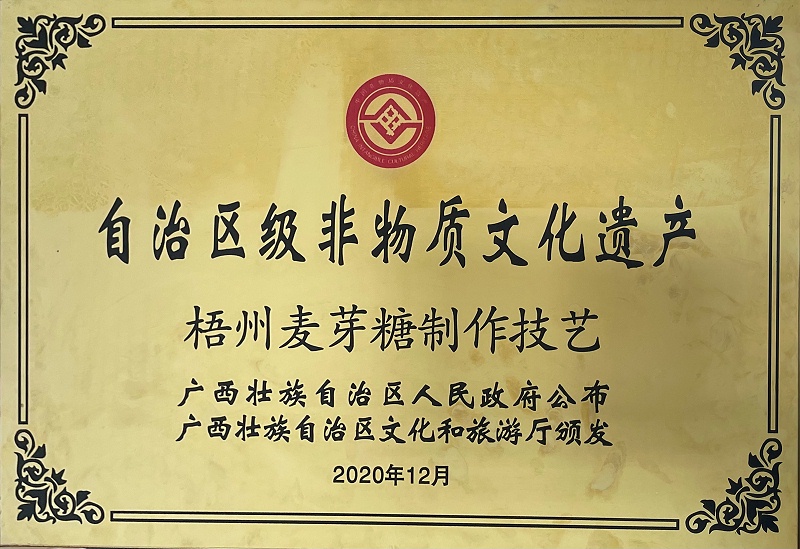 自治区级非物质文化遗产
梧州麦芽糖制作技艺
广西壮族自治区人民政府公布
广西壮族自治区文化和旅游厅颁发
2020年12月